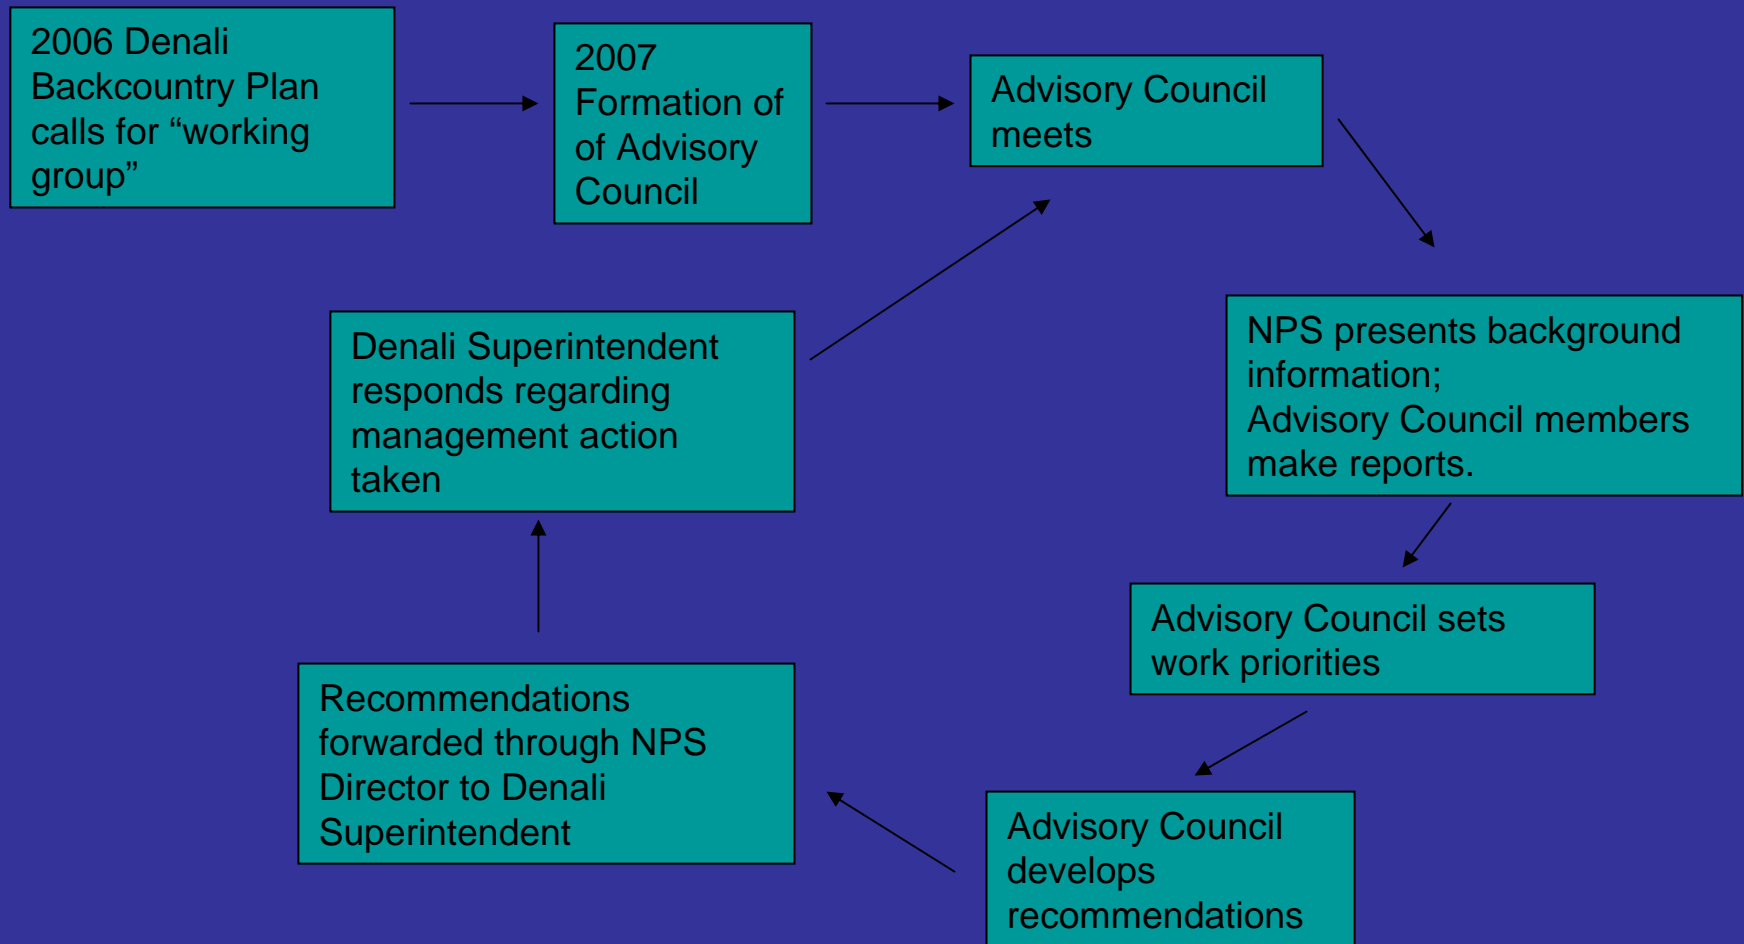 2006 Denali
Backcountry Plan
calls for “working
group”
2007
Formation of
of Advisory
Council
Advisory Council
meets
NPS presents background
information;
Advisory Council members
make reports.
Advisory Council sets
work priorities
Advisory Council
develops
recommendations
Recommendations
forwarded through NPS
Director to Denali
Superintendent
Denali Superintendent
responds regarding
management action
taken